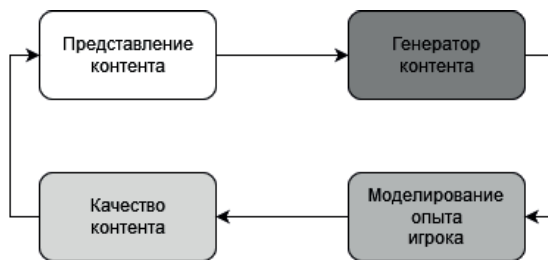 Представление
контента
Генератор
контента
Качество
контента
Моделирование
опыта
игрока